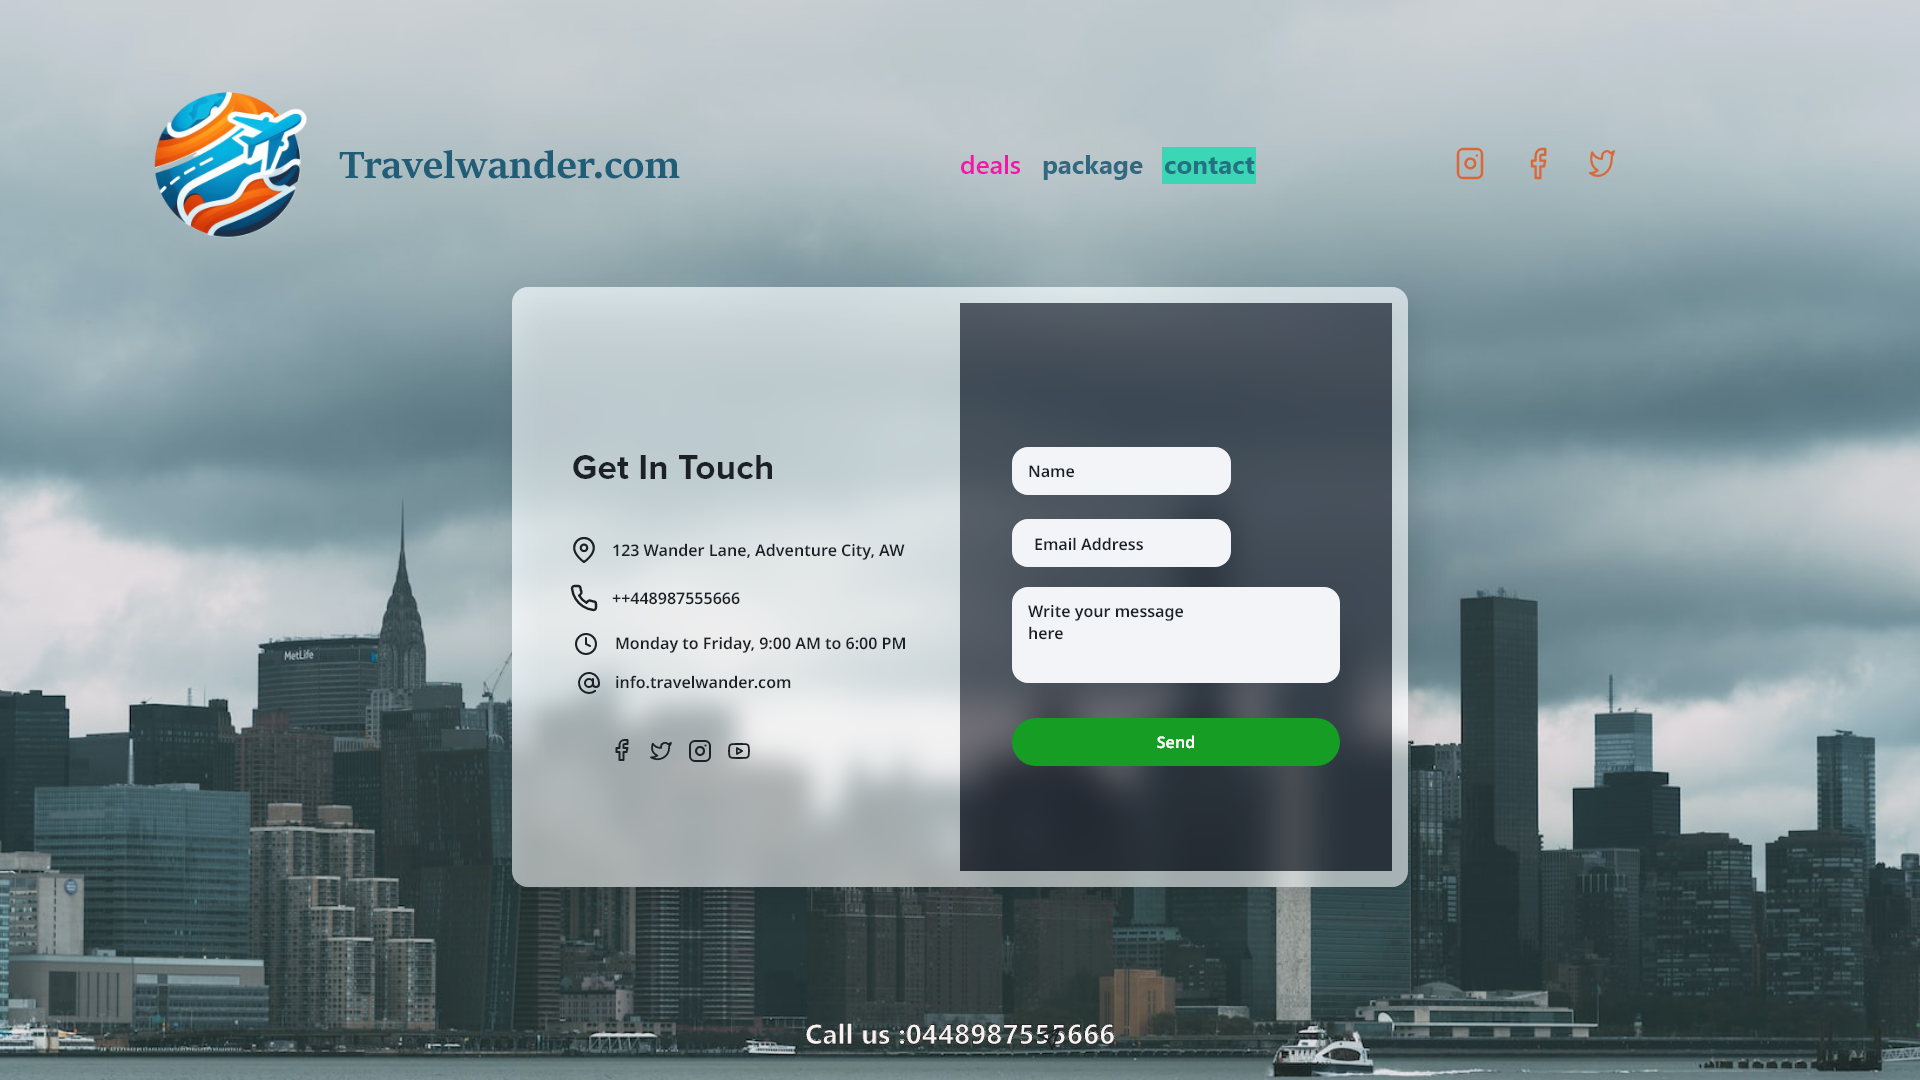 Travelwander.com
deals package contact
Get In Touch
123 Wander Lane, Adventure City, AW
++448987555666
Monday to Friday, 9:00 AM to 6:00 PM
info.travelwander.com
Name
Email Address
Write your message
here
Send
MetLife
Call us :0448987555666